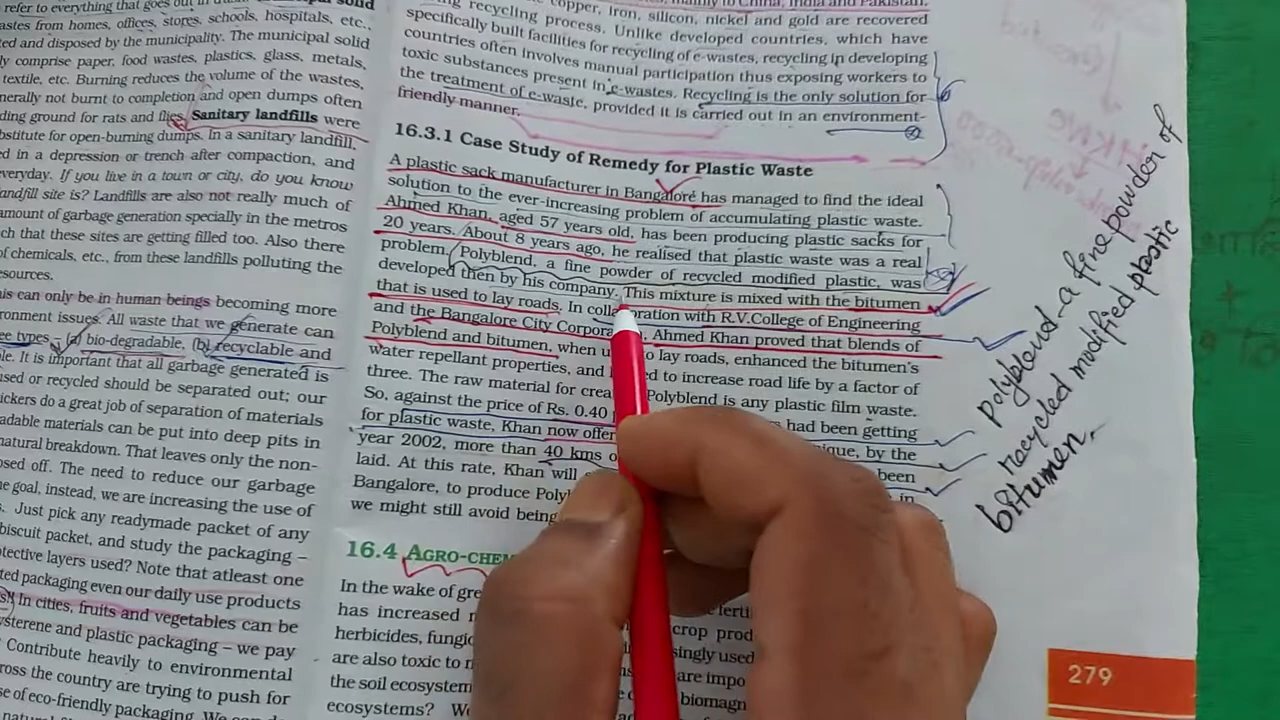 refer to everything that goes out in
astes from homes, offices, stores, schools, hospitals, etc.,
ted and disposed by the municipality. The municipal solid
ly comprise paper, food wastes, plastics, glass, metals,
textile, etc. Burning reduces the volume of the wastes,
nerally not burnt to completion and open dumps often
ding ground for rats and flies. Sanitary landfills were
bstitute for open-burning dumps. In a sanitary landfill,
ed in a depression or trench after compaction, and
everyday. If you live in a town or city, do you know
landfill site is? Landfills are also not really much of
amount of garbage generation specially in the metros
ch that these sites are getting filled too. Also there
of chemicals, etc., from these landfills polluting the
esources.
his can only be in human beings becoming more
ronment issues. All waste that we generate can
ee types (a) bio-degradable, (b) recyclable and
le. It is important that all garbage generated is
used or recycled should be separated out; our
ickers do a great job of separation of materials
adable materials can be put into deep pits in
natural breakdown. That leaves only the non-
osed off. The need to reduce our garbage
e goal, instead, we are increasing the use of
s. Just pick any readymade packet of any
biscuit packet, and study the packaging –
otective layers used? Note that atleast one
ted packaging even our daily use products
s!! In cities, fruits and vegetables can be
ysterene and plastic packaging – we pay
Contribute heavily to environmental
ross the country are trying to push for
se of eco-friendly packaging.
mainly to China, India and Pakistan,
copper, iron, silicon, nickel and gold are recovered
recycling process. Unlike developed countries, which have
specifically built facilities for recycling of e-wastes, recycling in developing
countries often involves manual participation thus exposing workers to
toxic substances present in e-wastes. Recycling is the only solution for
the treatment of e-waste, provided it is carried out in an environment-
friendly manner.
16.3.1 Case Study of Remedy for Plastic Waste
A plastic sack manufacturer in Bangalore has managed to find the ideal
solution to the ever-increasing problem of accumulating plastic waste.
Ahmed Khan, aged 57 years old, has been producing plastic sacks for
20 years. About 8 years ago, he realised that plastic waste was a real
problem. Polyblend, a fine powder of recycled modified plastic, was
developed then by his company. This mixture is mixed with the bitumen
that is used to lay roads. In collaboration with R.V.College of Engineering
and the Bangalore City Corpora Ahmed Khan proved that blends of
Polyblend and bitumen, when u to lay roads, enhanced the bitumen's
water repellant properties, and ed to increase road life by a factor of
three. The raw material for crea Polyblend is any plastic film waste.
So, against the price of Rs. 0.40 had been getting
for plastic waste, Khan now offer ique, by the
year 2002, more than 40 kms o been
laid. At this rate, Khan will in
Bangalore, to produce Poly
we might still avoid being
16.4 AGRO-CHEM
In the wake of gre
has increased ferti
herbicides, fungic crop prod
are also toxic to singly used
the soil ecosystem are impo
ecosystems? biomagn
Polyblend - a fine powder of
recycled modified plastic
bitumen.
279